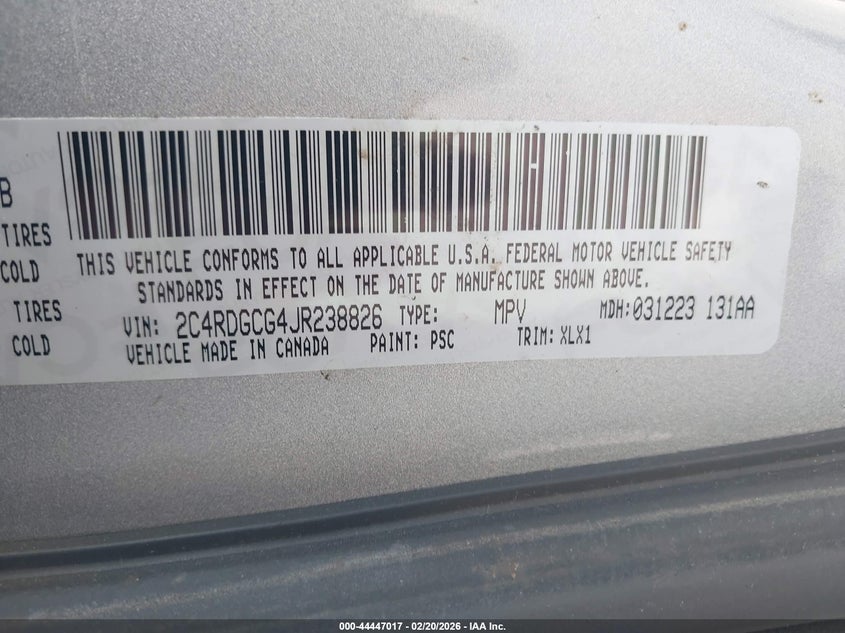 B
TIRES
COLD
TIRES
COLD
THIS VEHICLE CONFORMS TO ALL APPLICABLE U.S.A. FEDERAL MOTOR VEHICLE SAFETY
STANDARDS IN EFFECT ON THE DATE OF MANUFACTURE SHOWN ABOVE.
VIN: 2C4RDGCG4JR238826 TYPE: MPV MDH: 031223 131AA
VEHICLE MADE IN CANADA PAINT: PSC TRIM: XLX1
000-44447017 — 02/20/2026 - IAA Inc.